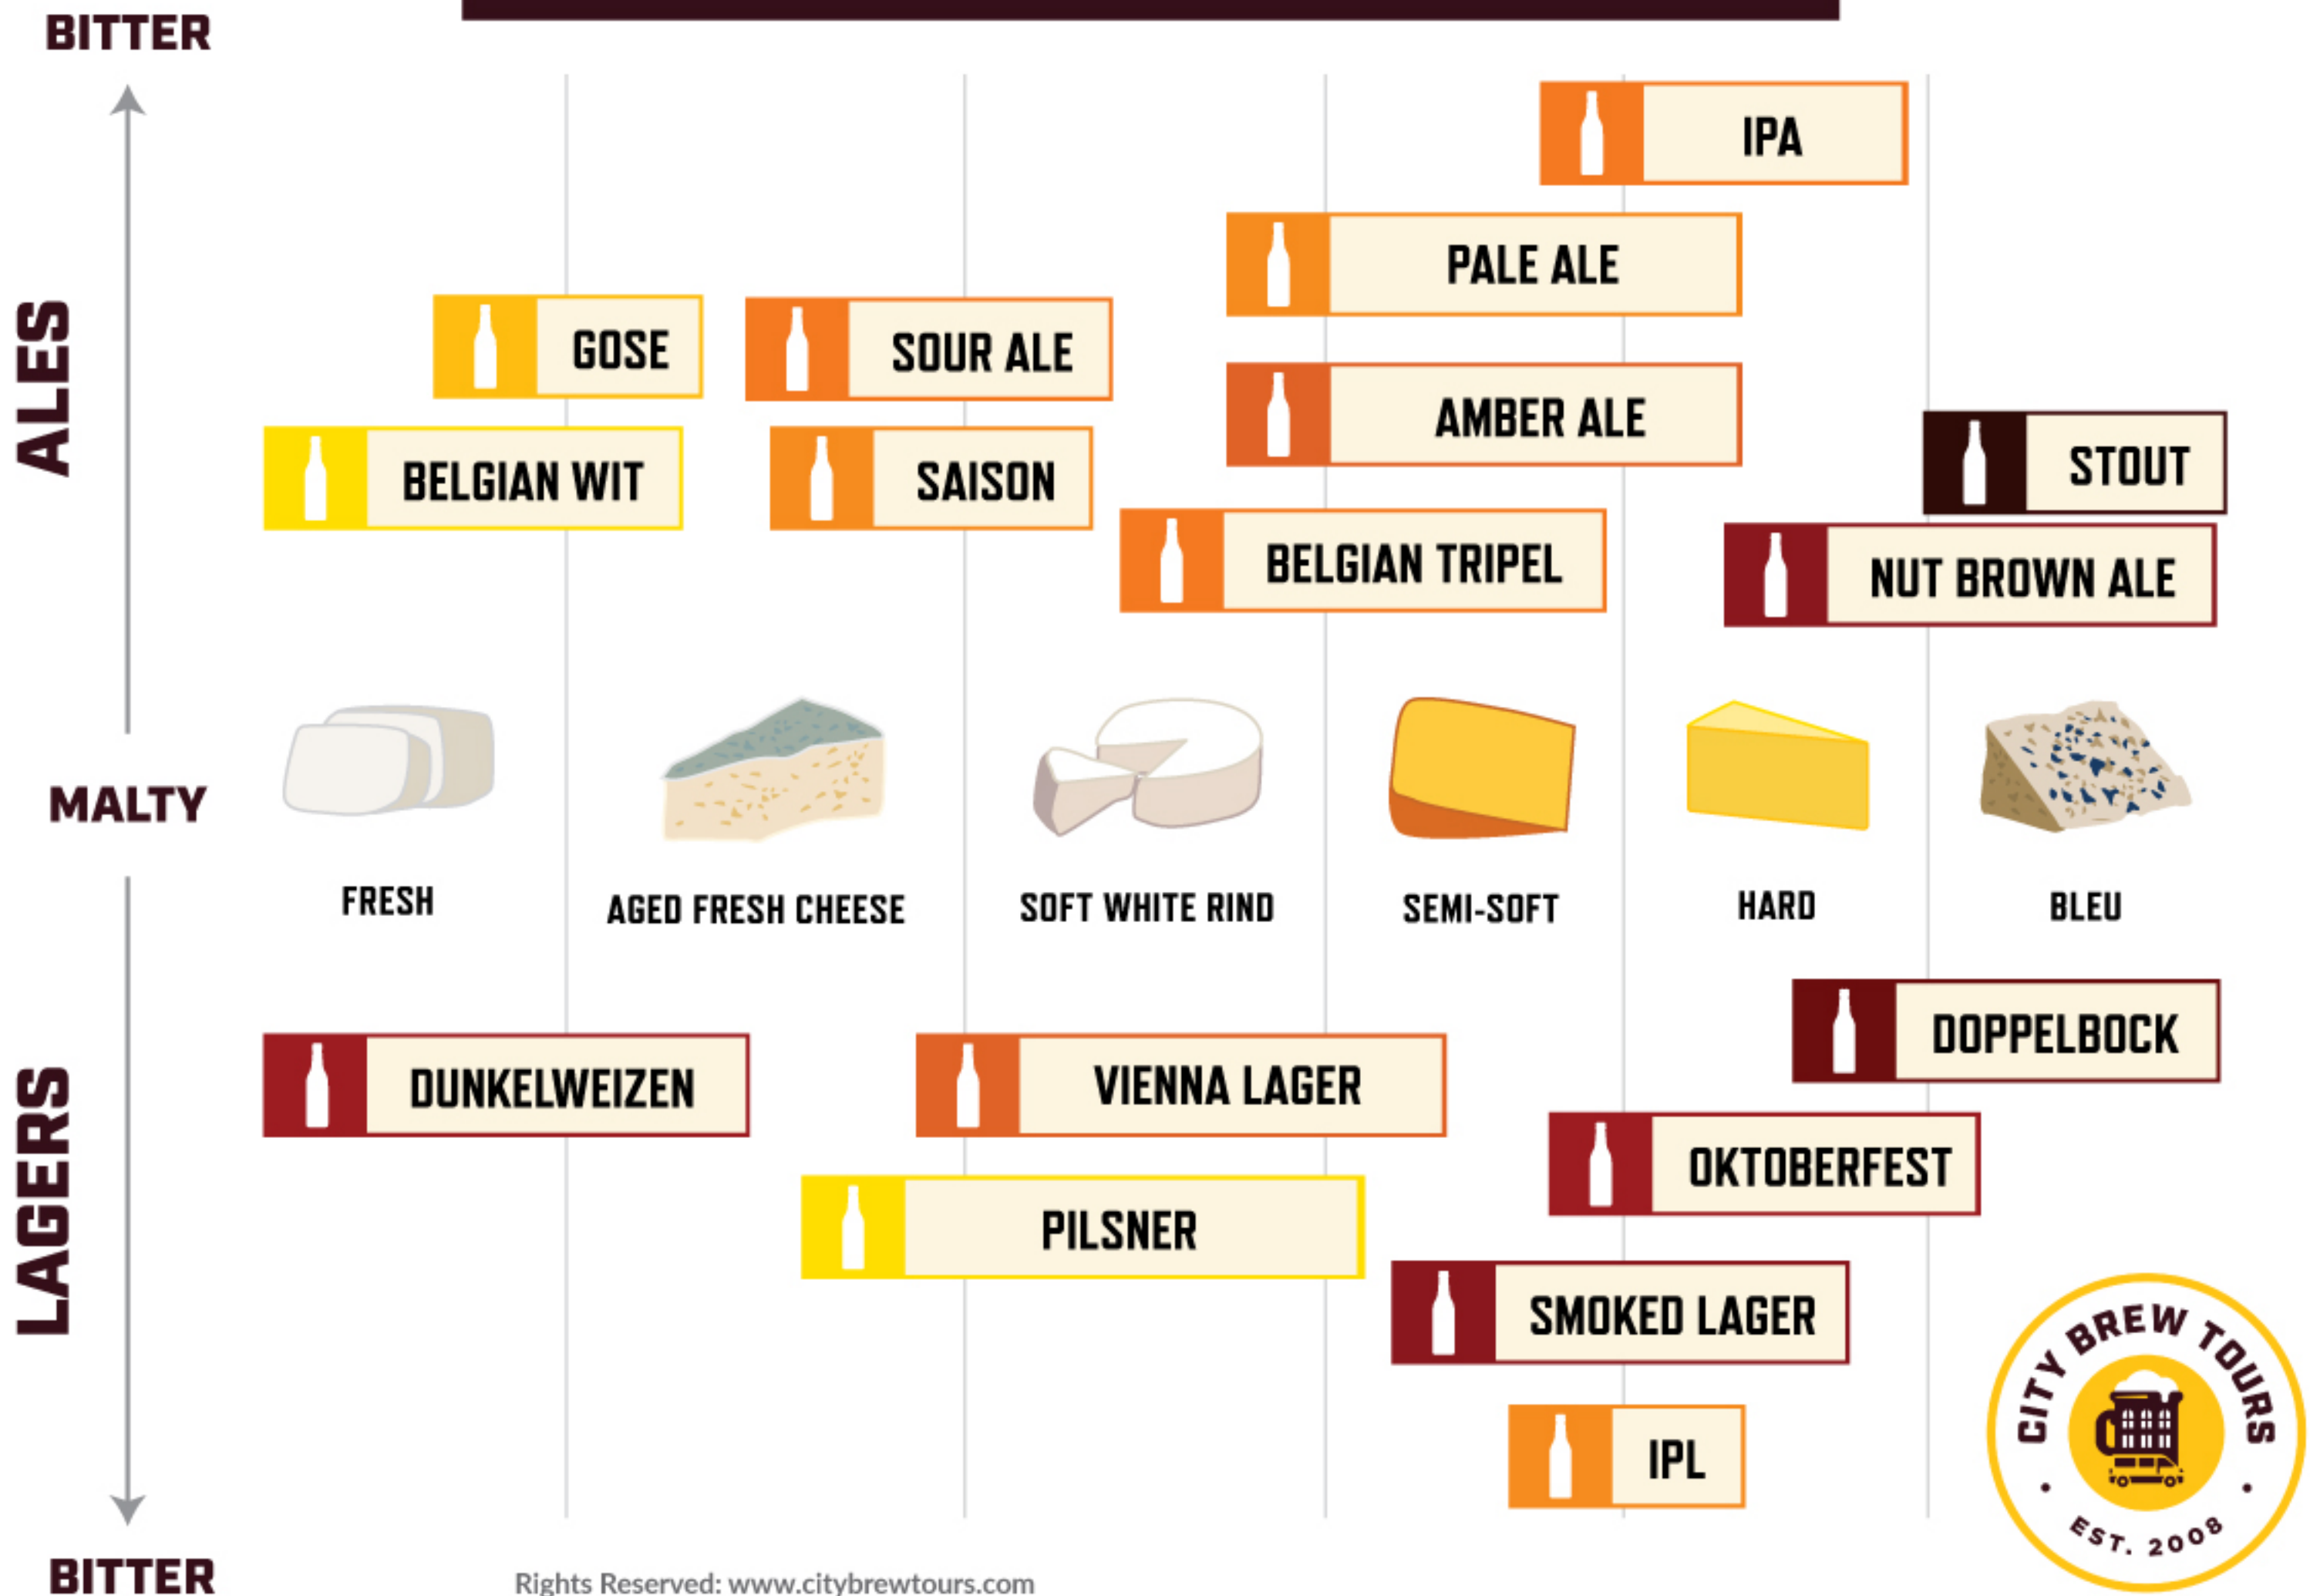 BITTER
IPA
PALE ALE
GOSE
SOUR ALE
AMBER ALE
ALES
STOUT
BELGIAN WIT
SAISON
BELGIAN TRIPEL
NUT BROWN ALE
MALTY
FRESH
AGED FRESH CHEESE
SOFT WHITE RIND
SEMI-SOFT
HARD
BLEU
DOPPELBOCK
DUNKELWEIZEN
VIENNA LAGER
OKTOBERFEST
LAGERS
PILSNER
SMOKED LAGER
IPL
CITY BREW TOURS
• EST. 2008 •
BITTER
Rights Reserved: www.citybrewtours.com